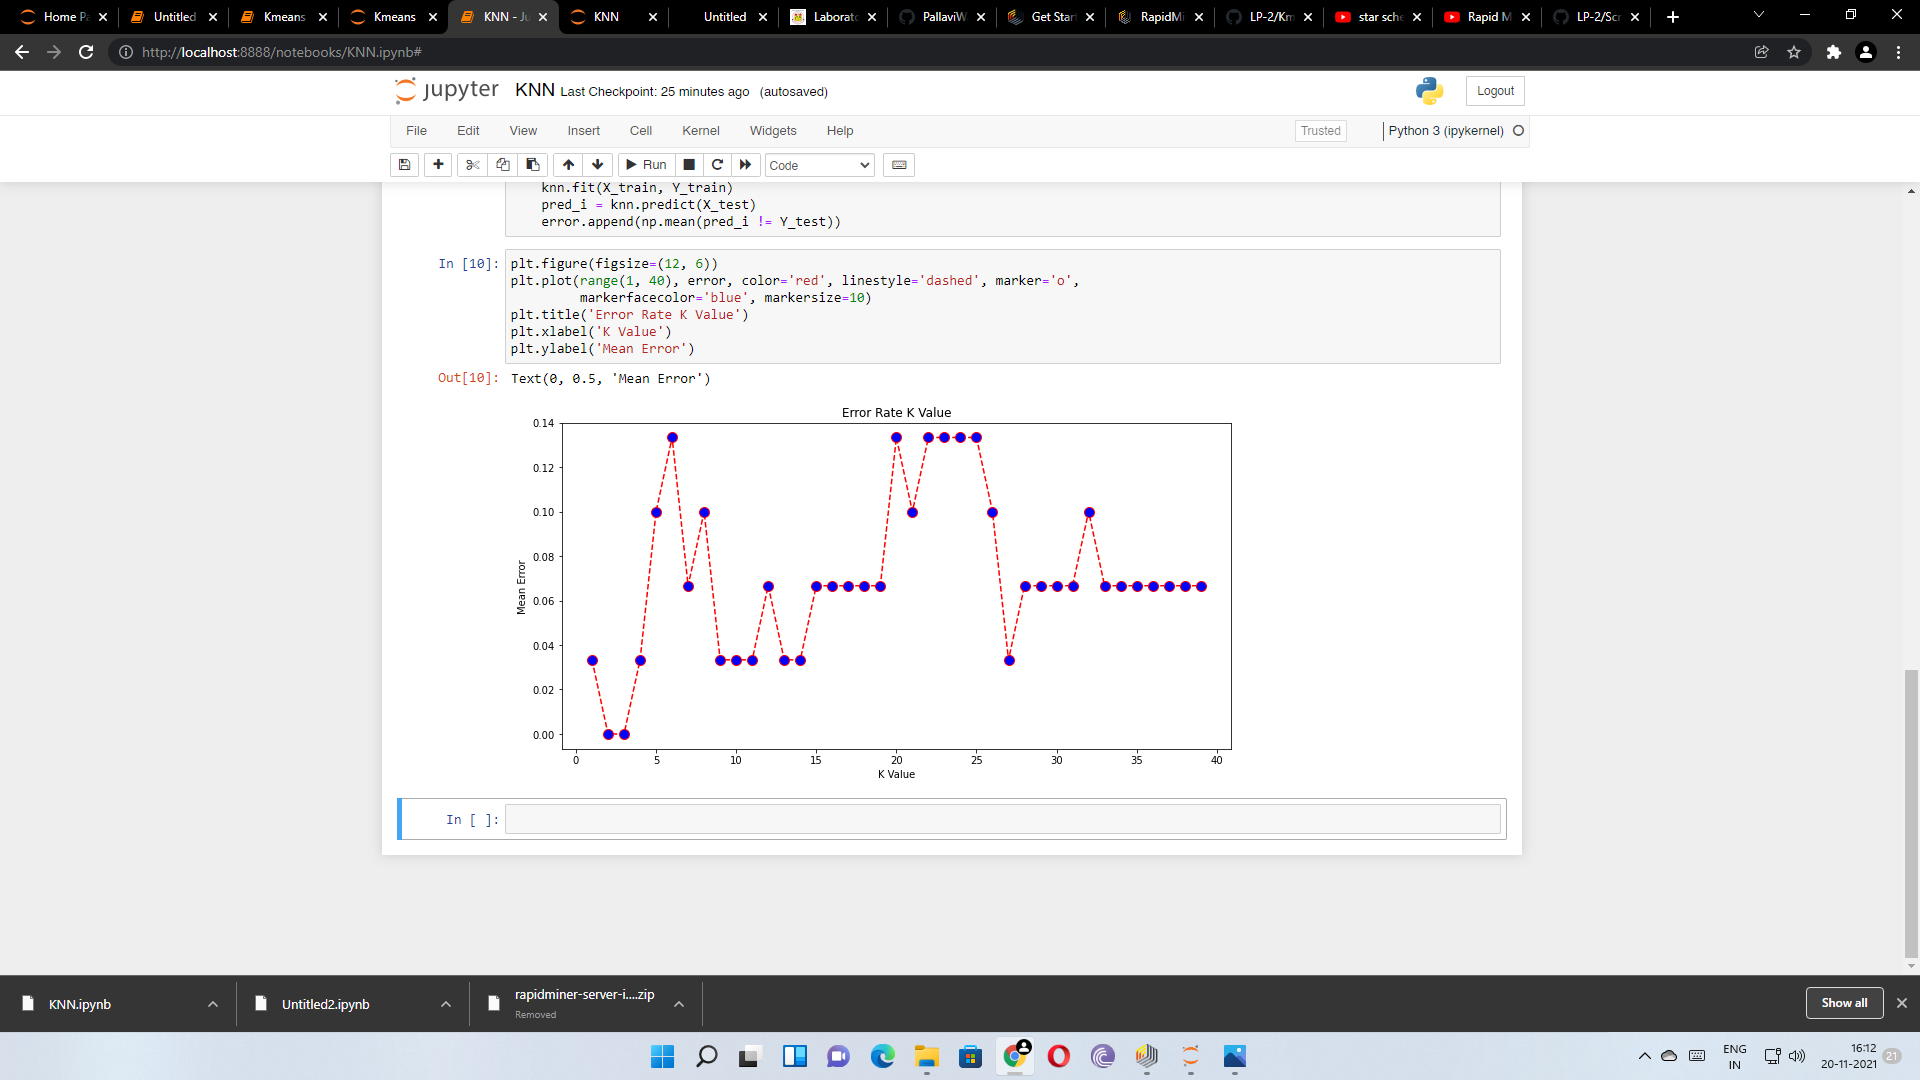 Home Pa
Untitled
Kmeans
Kmeans
KNN - Ju
KNN
Untitled
Laborato
PallaviW
Get Star
RapidMi
LP-2/Km
star sche
Rapid M
LP-2/Scr
http://localhost:8888/notebooks/KNN.ipynb#
jupyter KNN Last Checkpoint: 25 minutes ago (autosaved)
Logout
File Edit View Insert Cell Kernel Widgets Help
Trusted
Python 3 (ipykernel)
Run
Code
knn.fit(X_train, Y_train)
pred_i = knn.predict(X_test)
error.append(np.mean(pred_i != Y_test))
In [10]:
plt.figure(figsize=(12, 6))
plt.plot(range(1, 40), error, color='red', linestyle='dashed', marker='o',
markerfacecolor='blue', markersize=10)
plt.title('Error Rate K Value')
plt.xlabel('K Value')
plt.ylabel('Mean Error')
Out[10]: Text(0, 0.5, 'Mean Error')
Error Rate K Value
0.14
0.12
0.10
0.08
0.06
0.04
0.02
0.00
Mean Error
0 5 10 15 20 25 30 35 40
K Value
In [ ]:
KNN.ipynb
Untitled2.ipynb
rapidminer-server-i....zip
Removed
Show all
ENG
IN
16:12
20-11-2021
21